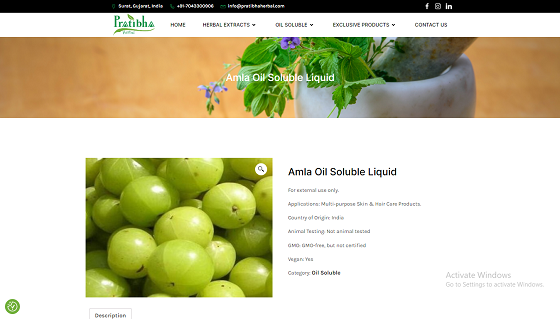 Surat, Gujarat, India +91-7043300906 info@pratibhaherbal.com
Pratibha
HOME HERBAL EXTRACTS OIL SOLUBLE EXCLUSIVE PRODUCTS CONTACT US
Amla Oil Soluble Liquid
Amla Oil Soluble Liquid
For external use only.
Applications: Multi-purpose Skin & Hair Care Products.
Country of Origin: India
Animal Testing: Not animal tested
GMO: GMO-free, but not certified
Vegan: Yes
Category: Oil Soluble
Activate Windows
Go to Settings to activate Windows.
Description